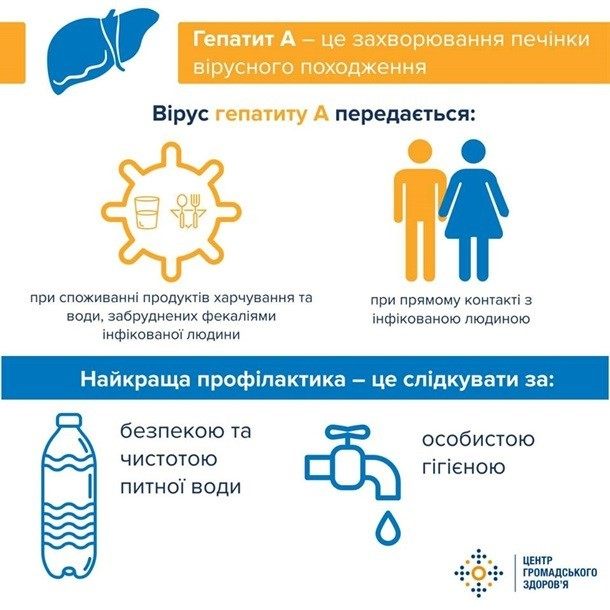 Гепатит А – це захворювання печінки
вірусного походження
Вірус гепатиту А передається:
при споживанні продуктів харчування та
води, забруднених фекаліями
інфікованої людини
при прямому контакті з
інфікованою людиною
Найкраща профілактика – це слідкувати за:
безпекою та
чистотою
питної води
особистою
гігієною
ЦЕНТР
ГРОМАДСЬКОГО
ЗДОРОВ'Я